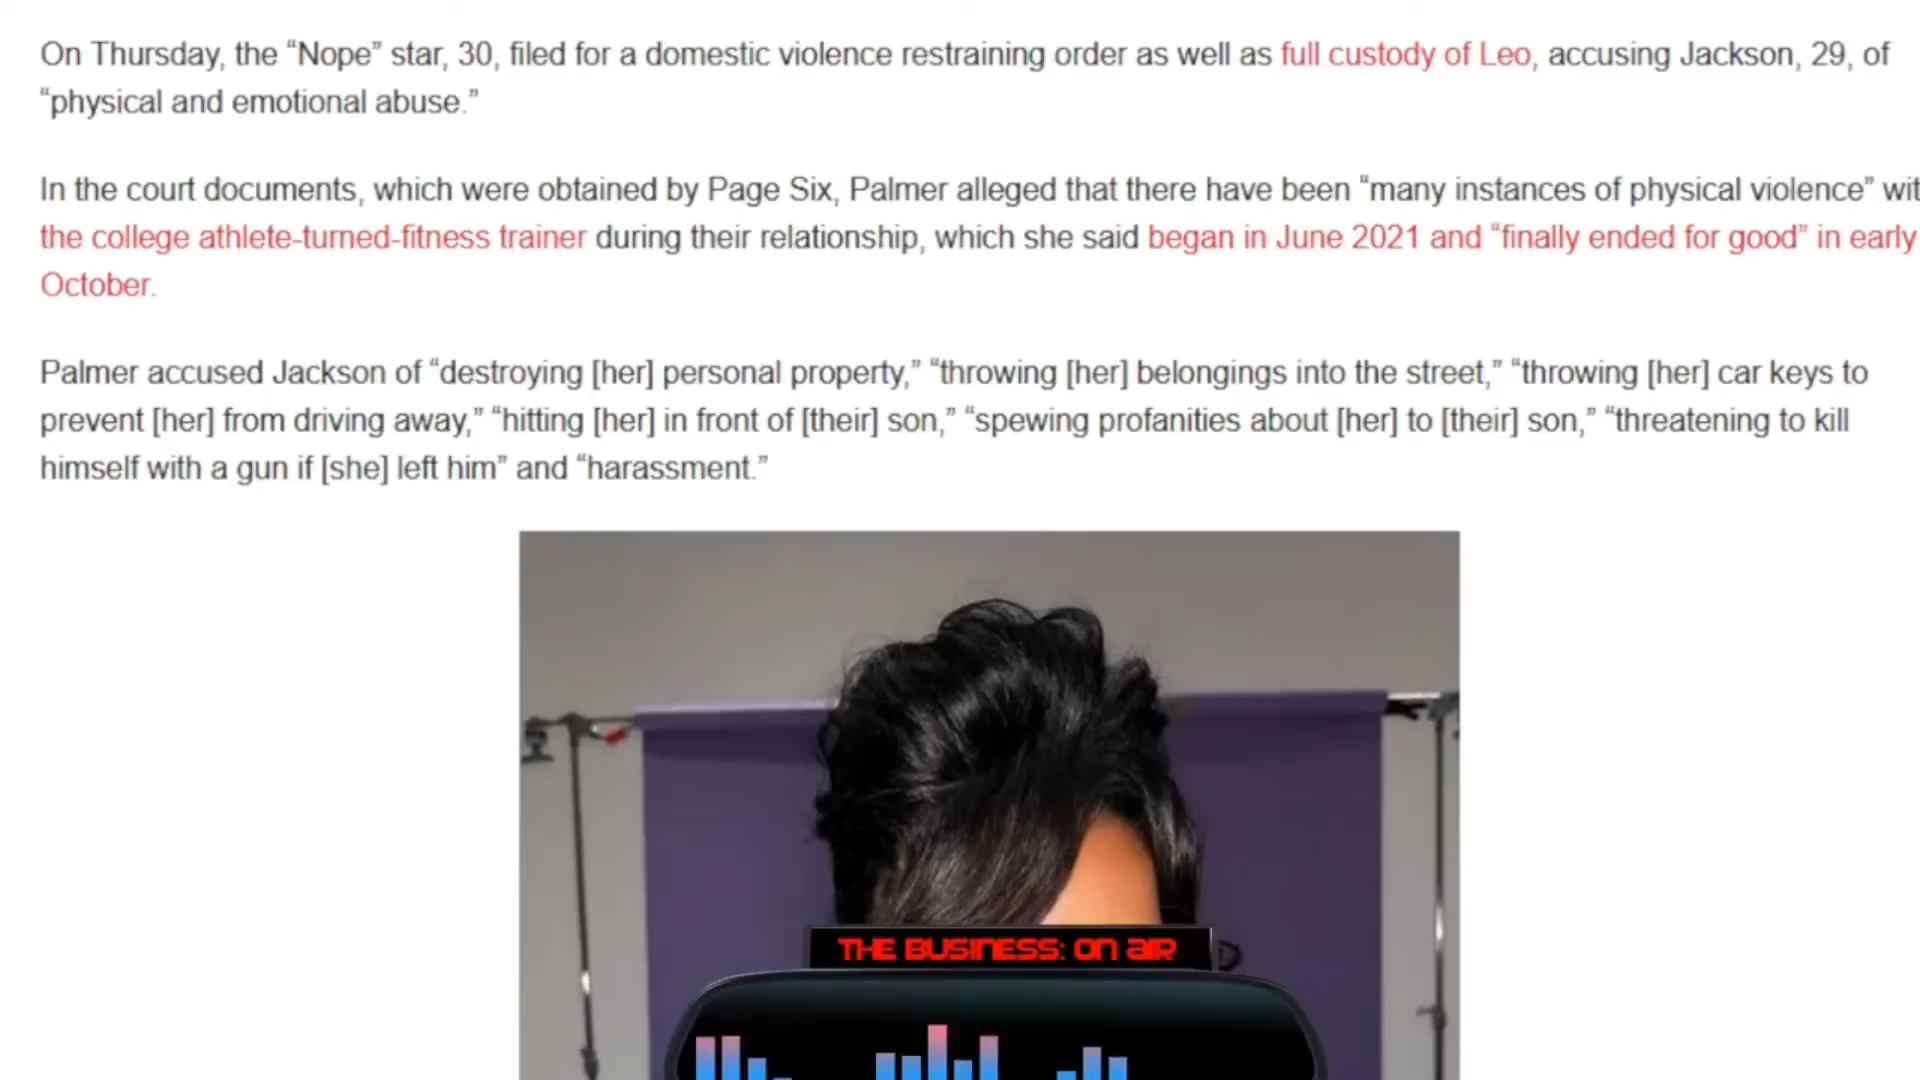 On Thursday, the “Nope” star, 30, filed for a domestic violence restraining order as well as full custody of Leo, accusing Jackson, 29, of
“physical and emotional abuse.”
In the court documents, which were obtained by Page Six, Palmer alleged that there have been “many instances of physical violence” wit
the college athlete-turned-fitness trainer during their relationship, which she said began in June 2021 and “finally ended for good” in early
October.
Palmer accused Jackson of “destroying [her] personal property,” “throwing [her] belongings into the street,” “throwing [her] car keys to
prevent [her] from driving away,” “hitting [her] in front of [their] son,” “spewing profanities about [her] to [their] son,” “threatening to kill
himself with a gun if [she] left him” and “harassment.”
THE BUSINESS: ON AIR